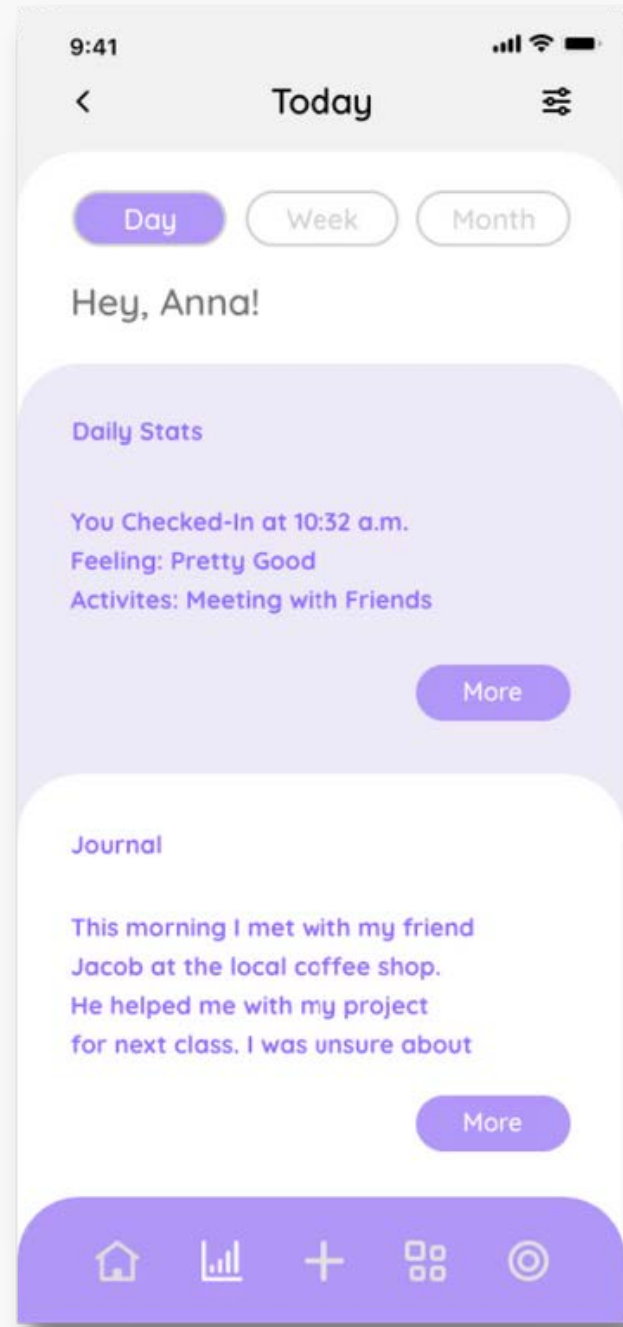 9:41
Today
Day Week Month
Hey, Anna!
Daily Stats
You Checked-In at 10:32 a.m.
Feeling: Pretty Good
Activites: Meeting with Friends
More
Journal
This morning I met with my friend
Jacob at the local coffee shop.
He helped me with my project
for next class. I was unsure about
More